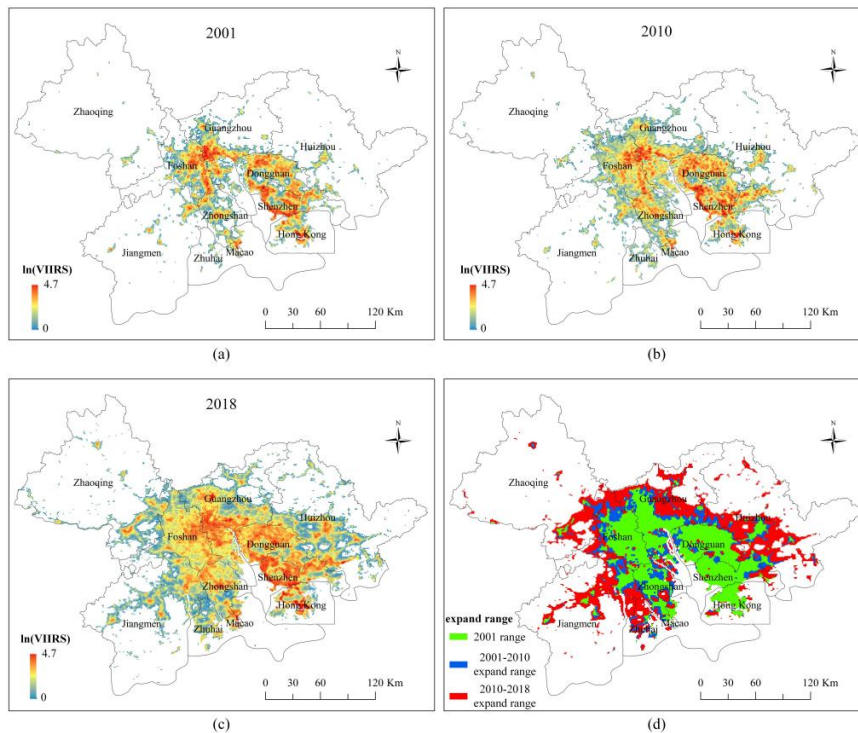 2001
N
Zhaoqing
Guangzhou
Huizhou
Foshan
Dongguan
Shenzhen
Zhongshan
Hong Kong
Jiangmen
Zhuhai
Macao
ln(VIIRS)
4.7
0
0 30 60 120 Km
(a)
2010
N
Zhaoqing
Guangzhou
Huizhou
Foshan
Dongguan
Shenzhen
Zhongshan
Hong Kong
Jiangmen
Zhuhai
Macao
ln(VIIRS)
4.7
0
0 30 60 120 Km
(b)
2018
N
Zhaoqing
Guangzhou
Huizhou
Foshan
Dongguan
Shenzhen
Zhongshan
Hong Kong
Jiangmen
Zhuhai
Macao
ln(VIIRS)
4.7
0
0 30 60 120 Km
(c)
N
Zhaoqing
Guangzhou
Huizhou
Foshan
Dongguan
Shenzhen
Zhongshan
Hong Kong
Jiangmen
Zhuhai
Macao
expand range
2001 range
2001-2010
expand range
2010-2018
expand range
0 30 60 120 Km
(d)